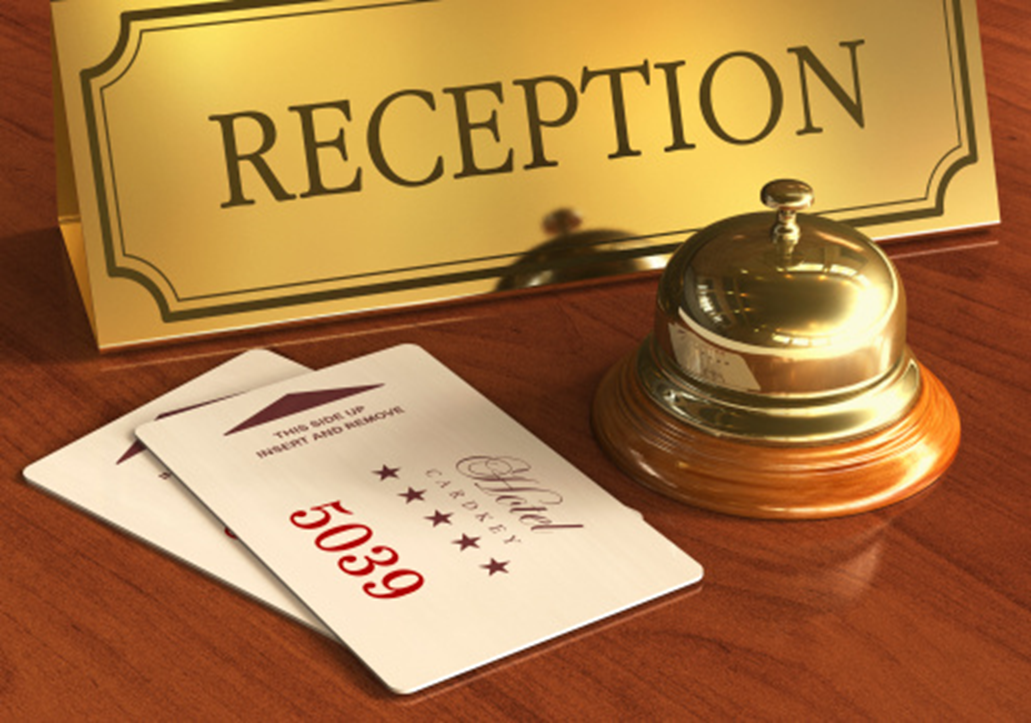 RECEPTION
THIS SIDE UP
INSERT AND REMOVE
Hotel
CARDKEY
5039